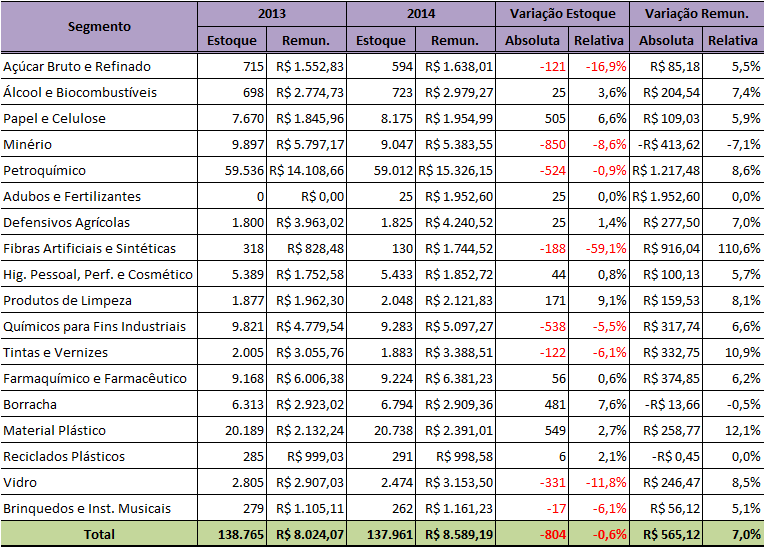 Segmento 2013 2014 Variação Estoque Variação Remun.
Estoque Remun. Estoque Remun. Absoluta Relativa Absoluta Relativa
Açúcar Bruto e Refinado 715 R$ 1.552,83 594 R$ 1.638,01 -121 -16,9% R$ 85,18 5,5%
Álcool e Biocombustíveis 698 R$ 2.774,73 723 R$ 2.979,27 25 3,6% R$ 204,54 7,4%
Papel e Celulose 7.670 R$ 1.845,96 8.175 R$ 1.954,99 505 6,6% R$ 109,03 5,9%
Minério 9.897 R$ 5.797,17 9.047 R$ 5.383,55 -850 -8,6% -R$ 413,62 -7,1%
Petroquímico 59.536 R$ 14.108,66 59.012 R$ 15.326,15 -524 -0,9% R$ 1.217,48 8,6%
Adubos e Fertilizantes 0 R$ 0,00 25 R$ 1.952,60 25 0,0% R$ 1.952,60 0,0%
Defensivos Agrícolas 1.800 R$ 3.963,02 1.825 R$ 4.240,52 25 1,4% R$ 277,50 7,0%
Fibras Artificiais e Sintéticas 318 R$ 828,48 130 R$ 1.744,52 -188 -59,1% R$ 916,04 110,6%
Hig. Pessoal, Perf. e Cosmético 5.389 R$ 1.752,58 5.433 R$ 1.852,72 44 0,8% R$ 100,13 5,7%
Produtos de Limpeza 1.877 R$ 1.962,30 2.048 R$ 2.121,83 171 9,1% R$ 159,53 8,1%
Químicos para Fins Industriais 9.821 R$ 4.779,54 9.283 R$ 5.097,27 -538 -5,5% R$ 317,74 6,6%
Tintas e Vernizes 2.005 R$ 3.055,76 1.883 R$ 3.388,51 -122 -6,1% R$ 332,75 10,9%
Farmaquímico e Farmacêutico 9.168 R$ 6.006,38 9.224 R$ 6.381,23 56 0,6% R$ 374,85 6,2%
Borracha 6.313 R$ 2.923,02 6.794 R$ 2.909,36 481 7,6% -R$ 13,66 -0,5%
Material Plástico 20.189 R$ 2.132,24 20.738 R$ 2.391,01 549 2,7% R$ 258,77 12,1%
Reciclados Plásticos 285 R$ 999,03 291 R$ 998,58 6 2,1% -R$ 0,45 0,0%
Vidro 2.805 R$ 2.907,03 2.474 R$ 3.153,50 -331 -11,8% R$ 246,47 8,5%
Brinquedos e Inst. Musicais 279 R$ 1.105,11 262 R$ 1.161,23 -17 -6,1% R$ 56,12 5,1%
Total 138.765 R$ 8.024,07 137.961 R$ 8.589,19 -804 -0,6% R$ 565,12 7,0%